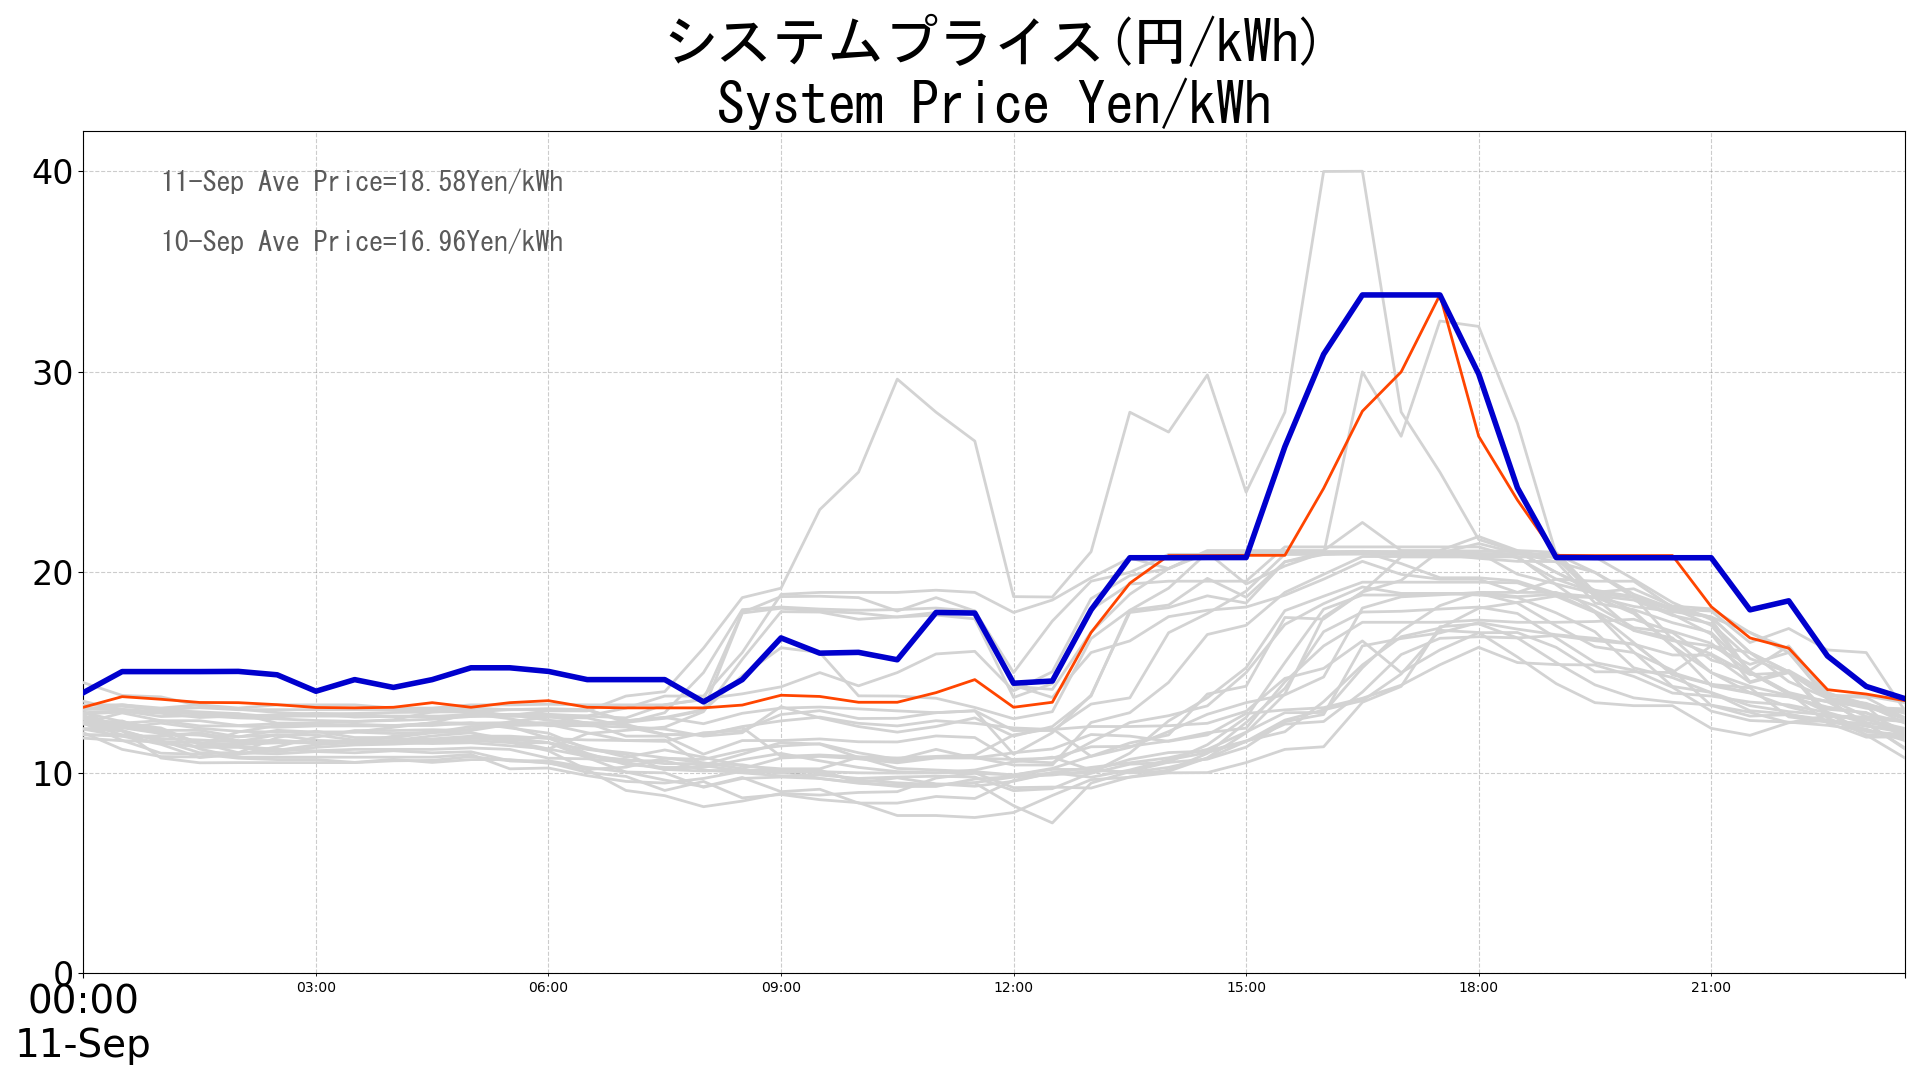 システムプライス(円/kWh)
System Price Yen/kWh
11-Sep Ave Price=18.58Yen/kWh
10-Sep Ave Price=16.96Yen/kWh
40
30
20
10
0
00:00
03:00
06:00
09:00
12:00
15:00
18:00
21:00
11-Sep